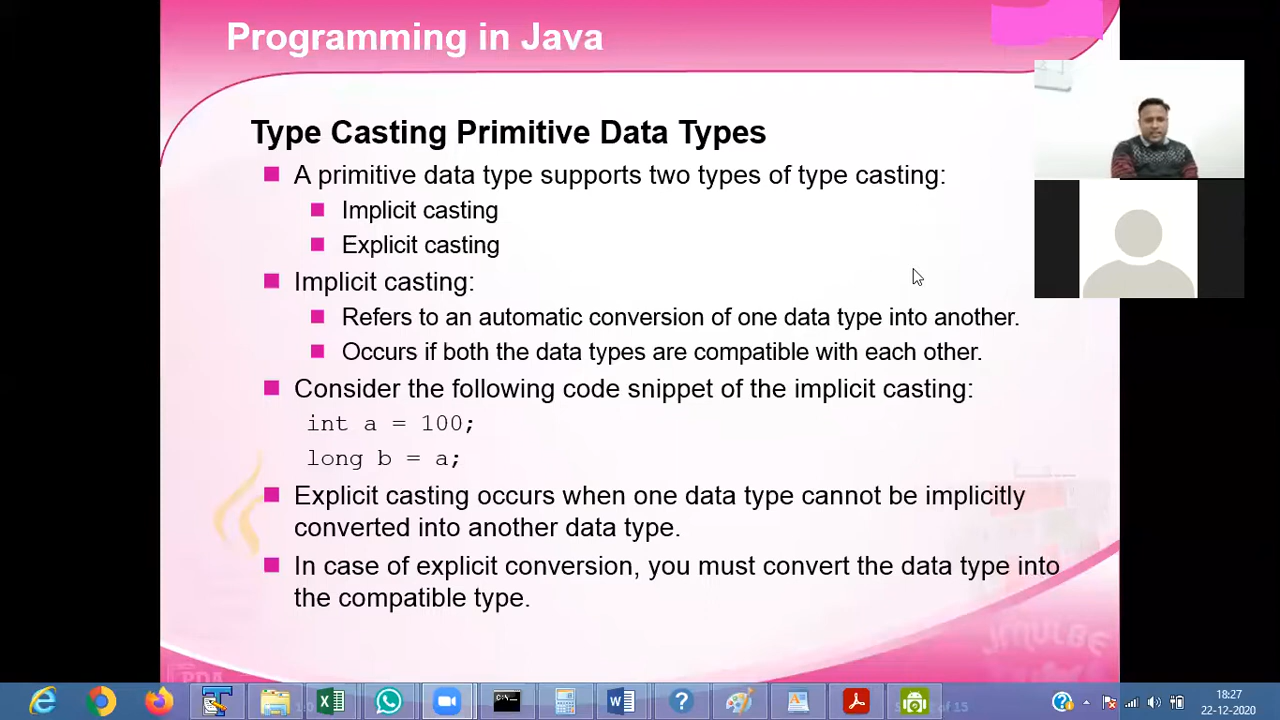 Programming in Java
Type Casting Primitive Data Types
A primitive data type supports two types of type casting:
Implicit casting
Explicit casting
Implicit casting:
Refers to an automatic conversion of one data type into another.
Occurs if both the data types are compatible with each other.
Consider the following code snippet of the implicit casting:
int a = 100;
long b = a;
Explicit casting occurs when one data type cannot be implicitly
converted into another data type.
In case of explicit conversion, you must convert the data type into
the compatible type.
of 15
18:27
22-12-2020